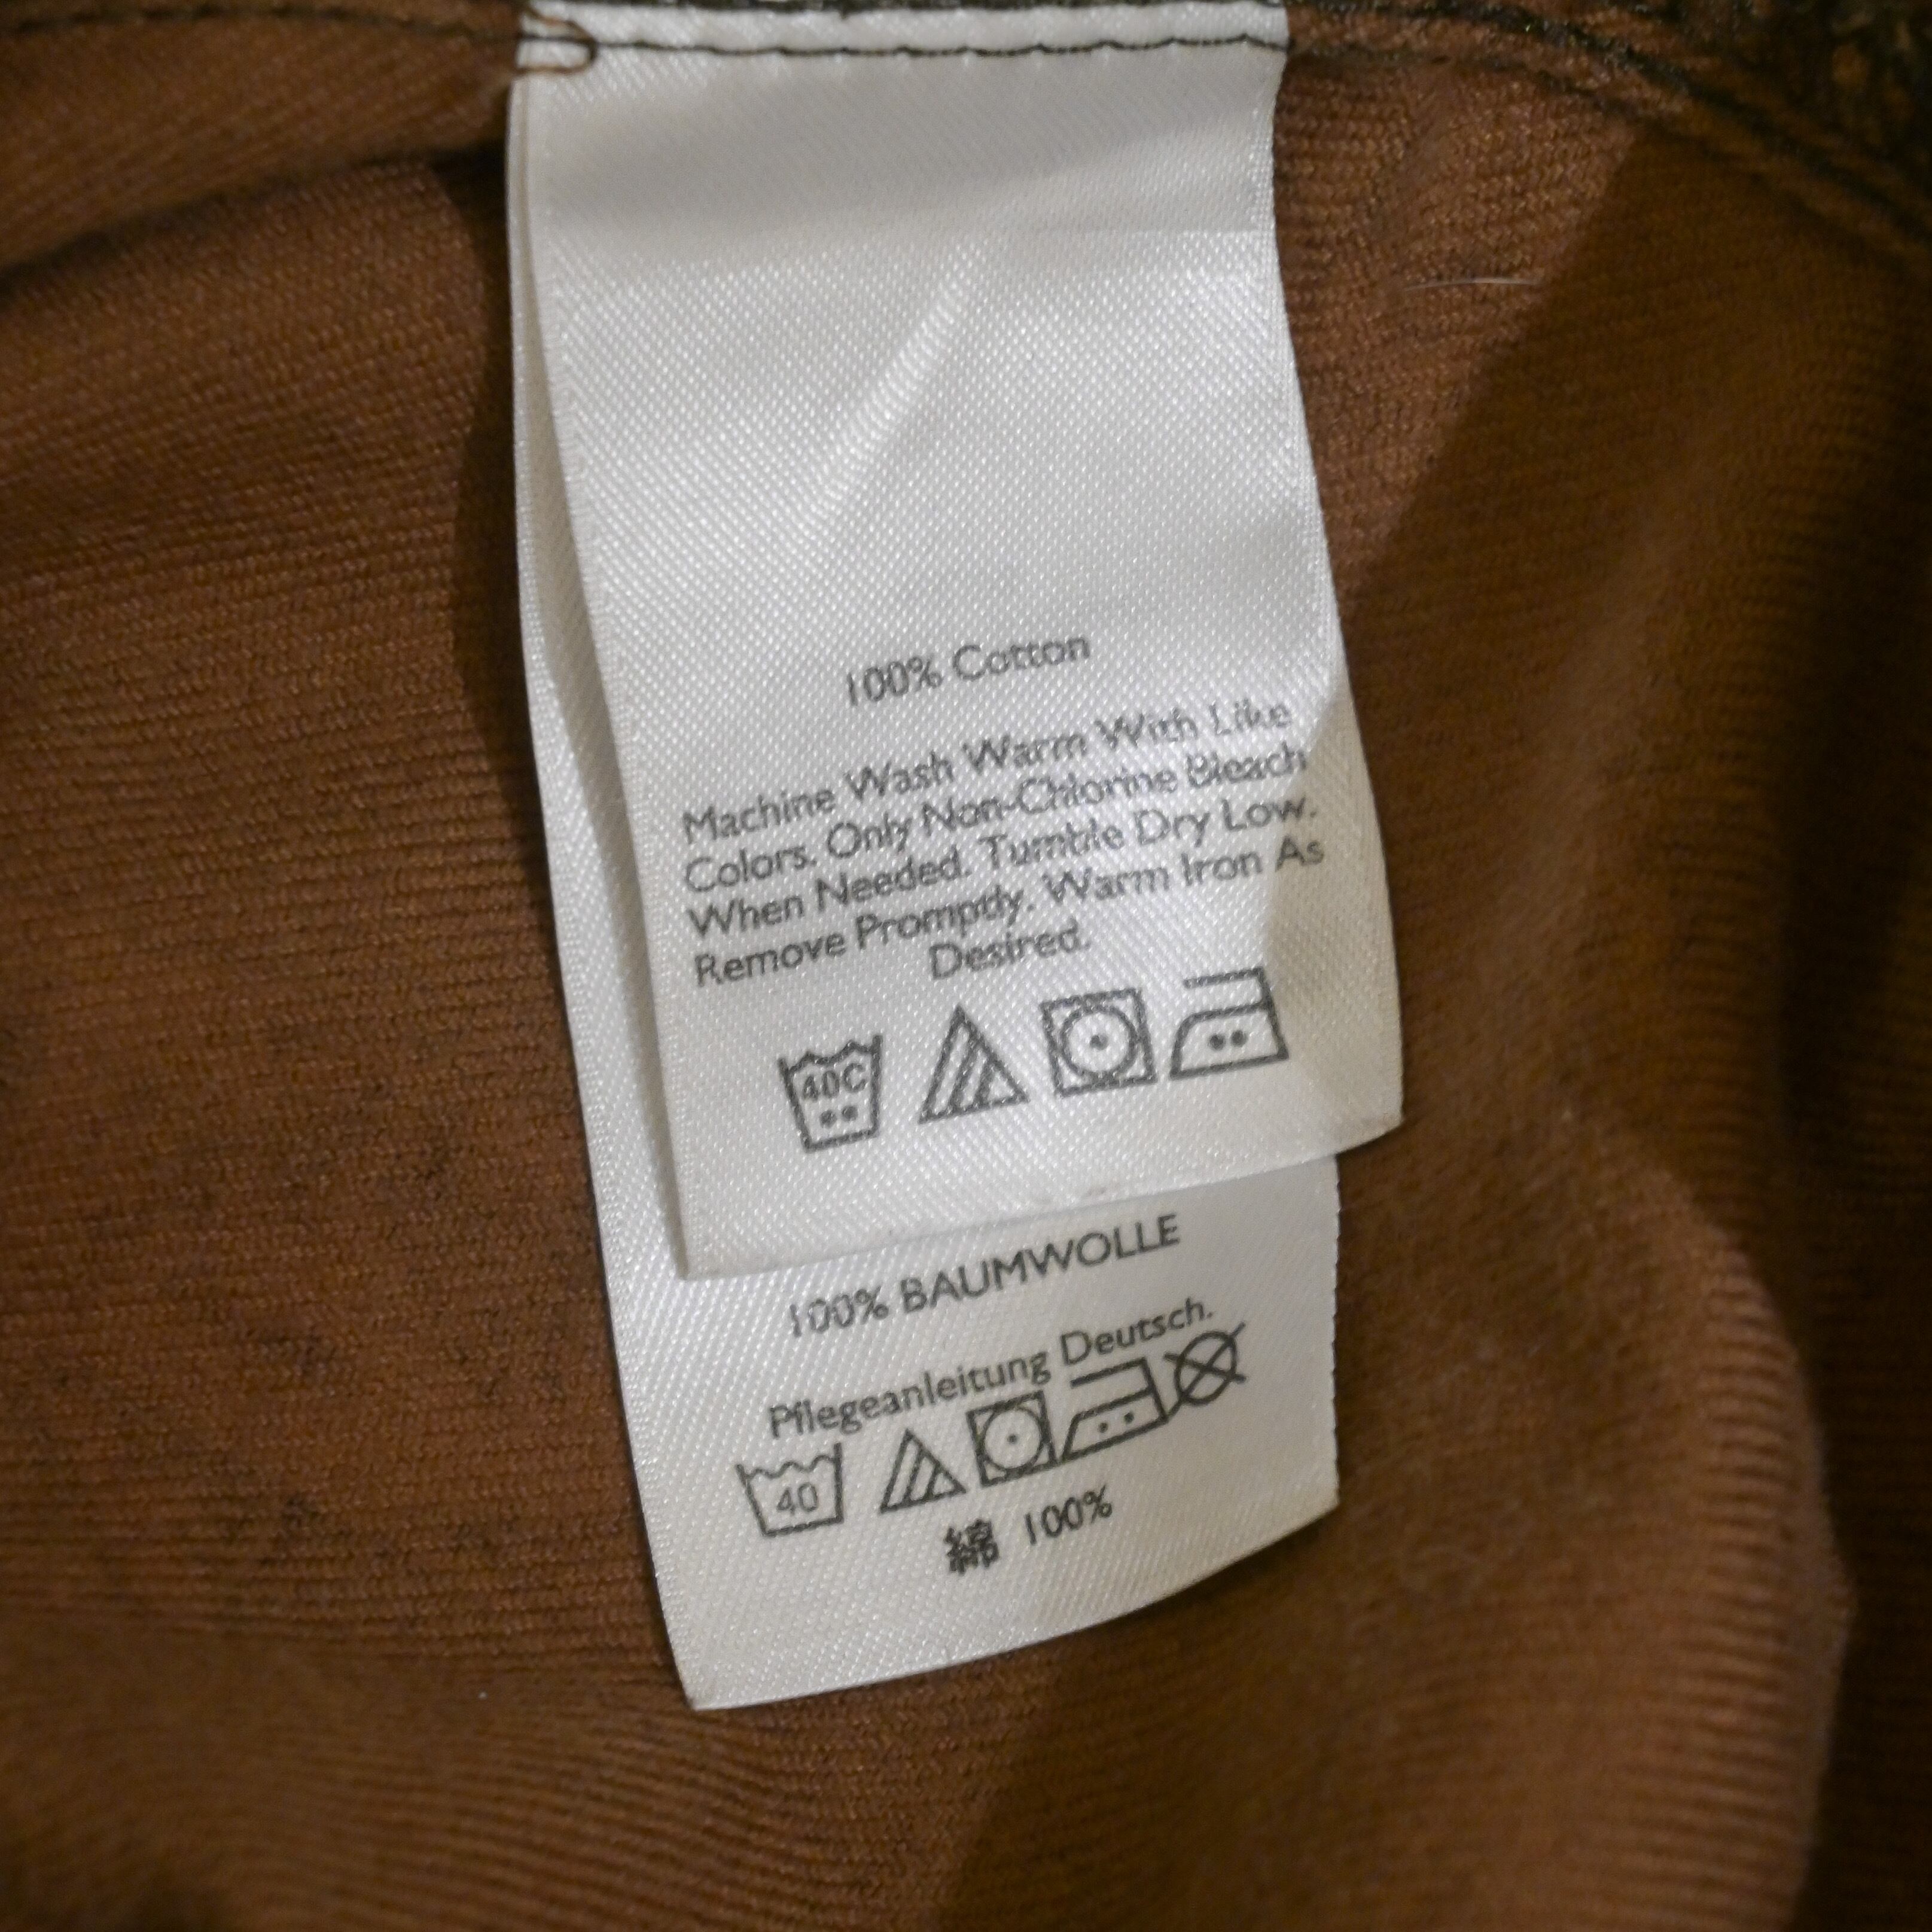 100% Cotton
Machine Wash Warm With Like
Colors. Only Non-Chlorine Bleach
When Needed. Tumble Dry Low.
Remove Promptly. Warm Iron As
Desired.
40C
100% BAUMWOLLE
Pflegeanleitung Deutsch.
40
綿 100%